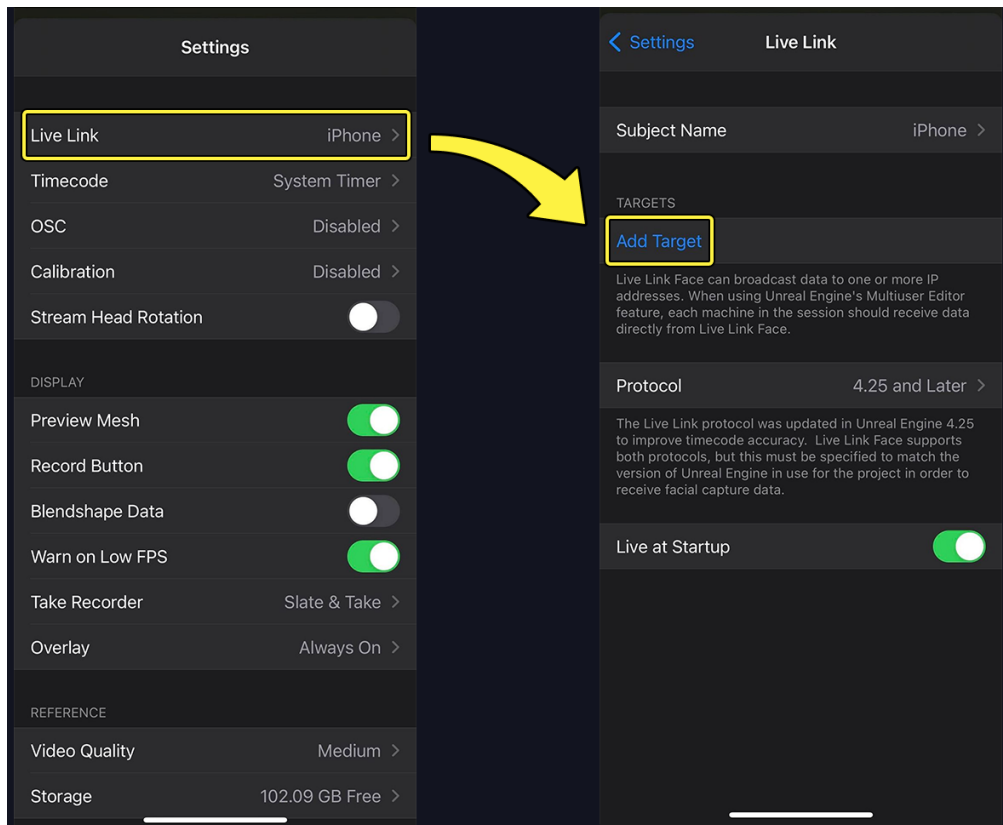 Settings
Live Link iPhone
Timecode System Timer
OSC Disabled
Calibration Disabled
Stream Head Rotation
DISPLAY
Preview Mesh
Record Button
Blendshape Data
Warn on Low FPS
Take Recorder Slate & Take
Overlay Always On
REFERENCE
Video Quality Medium
Storage 102.09 GB Free
Settings Live Link
Subject Name iPhone
TARGETS
Add Target
Live Link Face can broadcast data to one or more IP
addresses. When using Unreal Engine's Multiuser Editor
feature, each machine in the session should receive data
directly from Live Link Face.
Protocol 4.25 and Later
The Live Link protocol was updated in Unreal Engine 4.25
to improve timecode accuracy. Live Link Face supports
both protocols, but this must be specified to match the
version of Unreal Engine in use for the project in order to
receive facial capture data.
Live at Startup